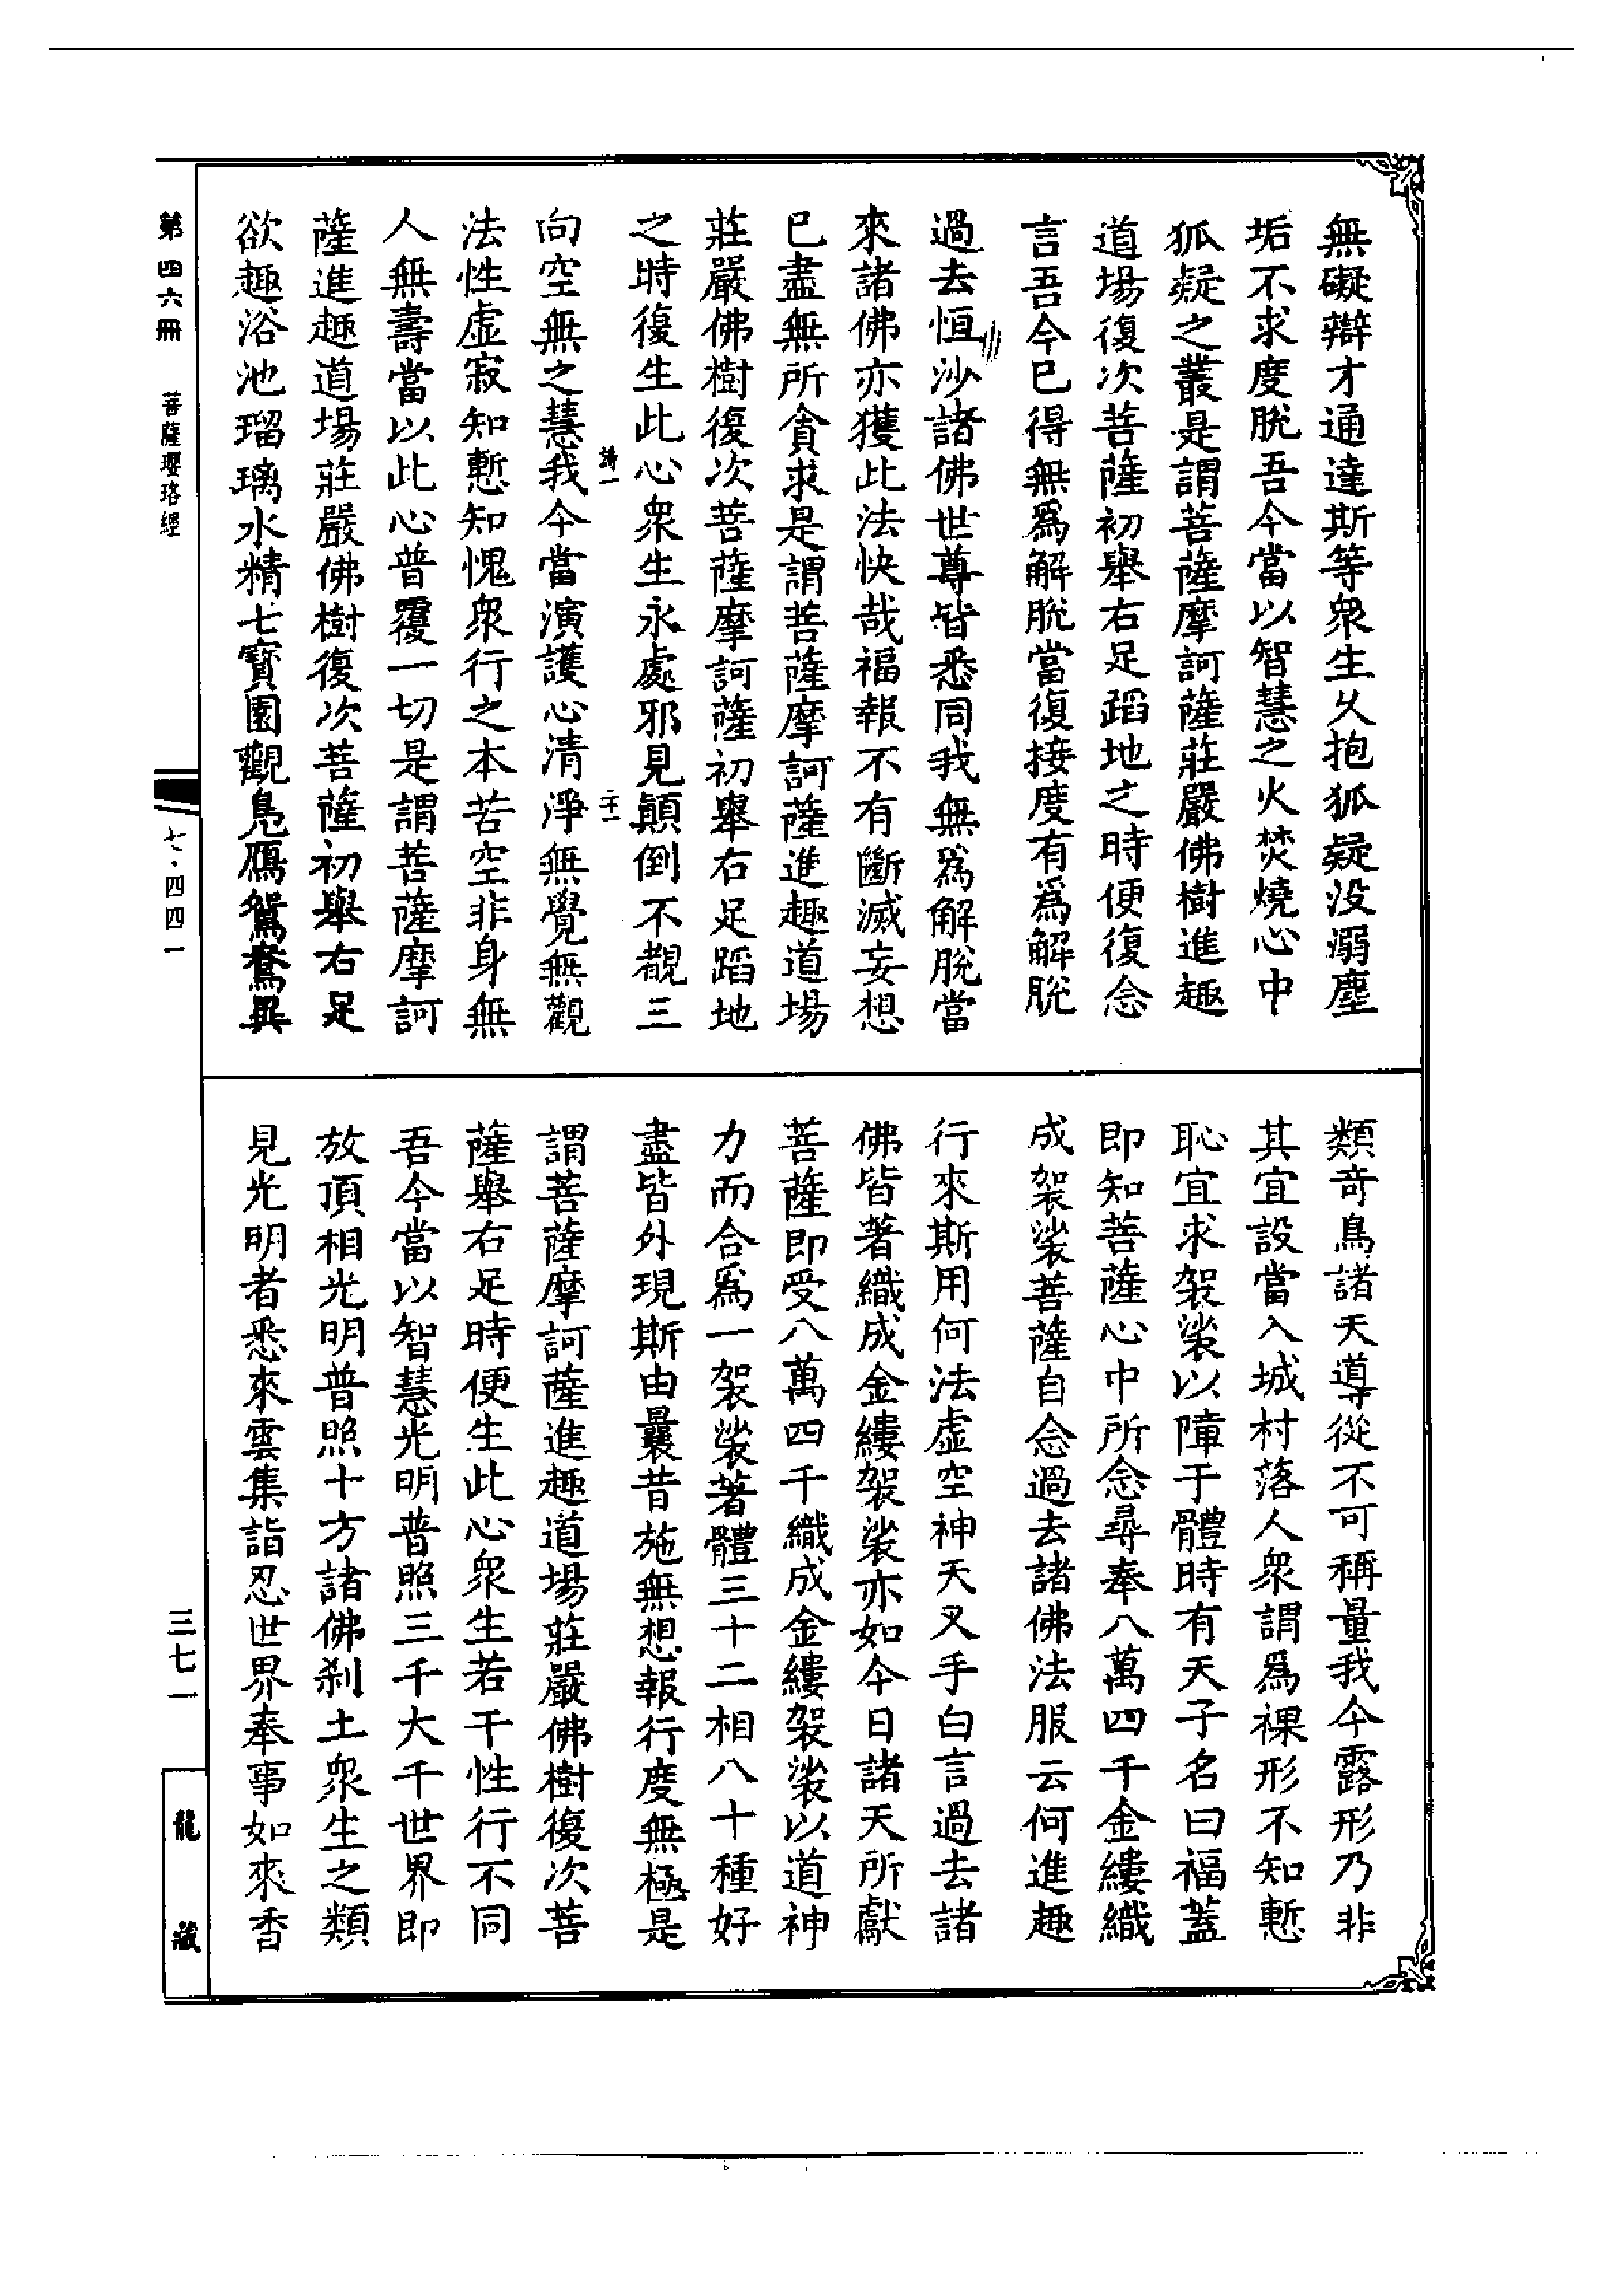 無礙辯才通達斯等衆生久抱狐疑没溺塵
垢不求度脫吾今當以智慧之火焚燒心中
狐疑之叢是謂菩薩摩訶薩莊嚴佛樹進趣
道場復次菩薩初舉右足蹈地之時便復念
言吾今已得無爲解脫當復接度有爲解脫
過去恒沙諸佛世尊皆悉同我無爲解脫當
來諸佛亦獲此法快哉福報不有斷滅妄想
已盡無所貪求是謂菩薩摩訶薩進趣道場
莊嚴佛樹復次菩薩摩訶薩初舉右足蹈地
之時復生此心衆生永處邪見顛倒不覩三
二十一
向空無之慧我今當演護心清淨無覺無觀
法性虛寂知慙知愧衆行之本苦空非身無
人無壽當以此心普覆一切是謂菩薩摩訶
薩進趣道場莊嚴佛樹復次菩薩初舉右足
欲趣浴池瑠璃水精七寶園觀鳧鴈鴛鴦異
類奇鳥諸天導從不可稱量我今露形乃非
其宜設當入城村落人衆謂爲裸形不知慙
恥宜求袈裟以障于體時有天子名曰福蓋
即知菩薩心中所念尋奉八萬四千金縷織
成袈裟菩薩自念過去諸佛法服云何進趣
行來斯用何法虛空神天叉手白言過去諸
佛皆著織成金縷袈裟亦如今日諸天所獻
菩薩即受八萬四千織成金縷袈裟以道神
力而合爲一袈裟著體三十二相八十種好
盡皆外現斯由曩昔施無想報行度無極是
謂菩薩摩訶薩進趣道場莊嚴佛樹復次菩
薩舉右足時便生此心衆生若干性行不同
吾今當以智慧光明普照三千大千世界即
放頂相光明普照十方諸佛刹土衆生之類
見光明者悉來雲集詣忍世界奉事如來香
第四六冊 菩薩瓔珞經
七·四四一
三七一
龍藏